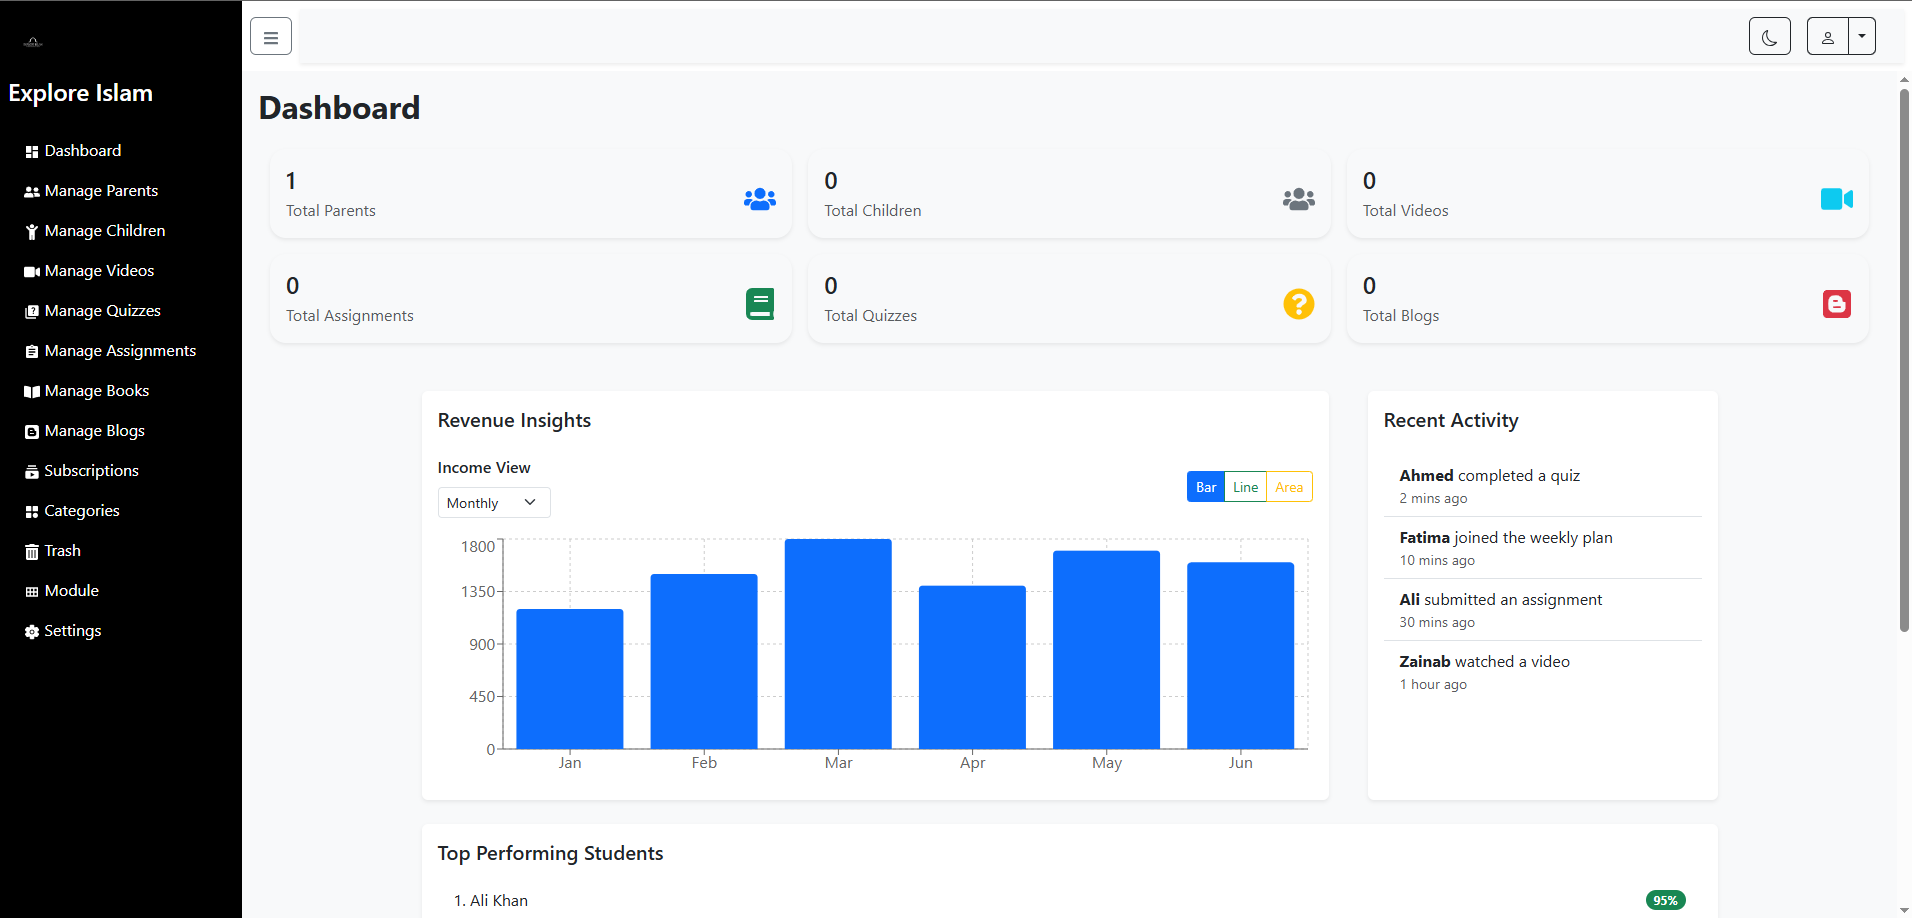 Explore Islam
Dashboard
Manage Parents
Manage Children
Manage Videos
Manage Quizzes
Manage Assignments
Manage Books
Manage Blogs
Subscriptions
Categories
Trash
Module
Settings
Dashboard
1
Total Parents
0
Total Children
0
Total Videos
0
Total Assignments
0
Total Quizzes
0
Total Blogs
Revenue Insights
Income View
Monthly
Bar Line Area
1800
1350
900
450
0
Jan Feb Mar Apr May Jun
Recent Activity
Ahmed completed a quiz
2 mins ago
Fatima joined the weekly plan
10 mins ago
Ali submitted an assignment
30 mins ago
Zainab watched a video
1 hour ago
Top Performing Students
1. Ali Khan
95%